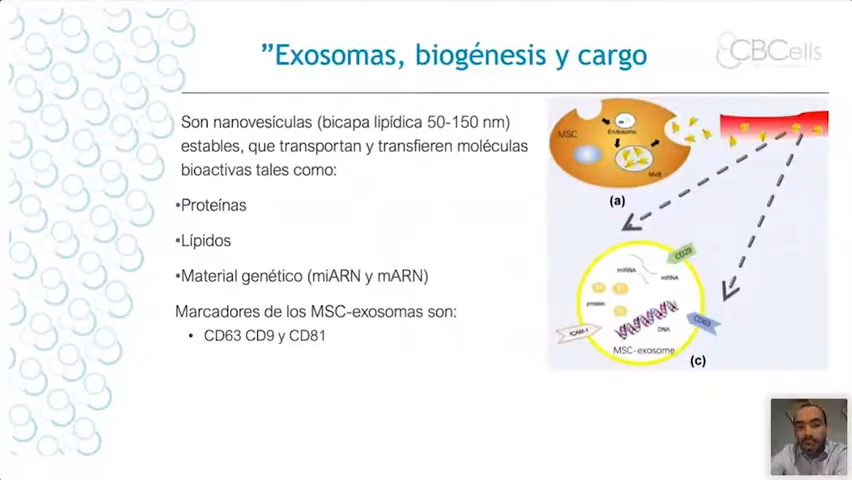 ”Exosomas, biogénesis y cargo
CBCells
Son nanovesículas (bicapa lipídica 50-150 nm)
estables, que transportan y transfieren moléculas
bioactivas tales como:
•Proteínas
•Lípidos
•Material genético (miARN y mARN)
Marcadores de los MSC-exosomas son:
• CD63 CD9 y CD81
MSC
Endosome
MVB
(a)
CD29
miRNA
mRNA
protein
ICAM-1
DNA
CD63
MSC-exosome
(c)